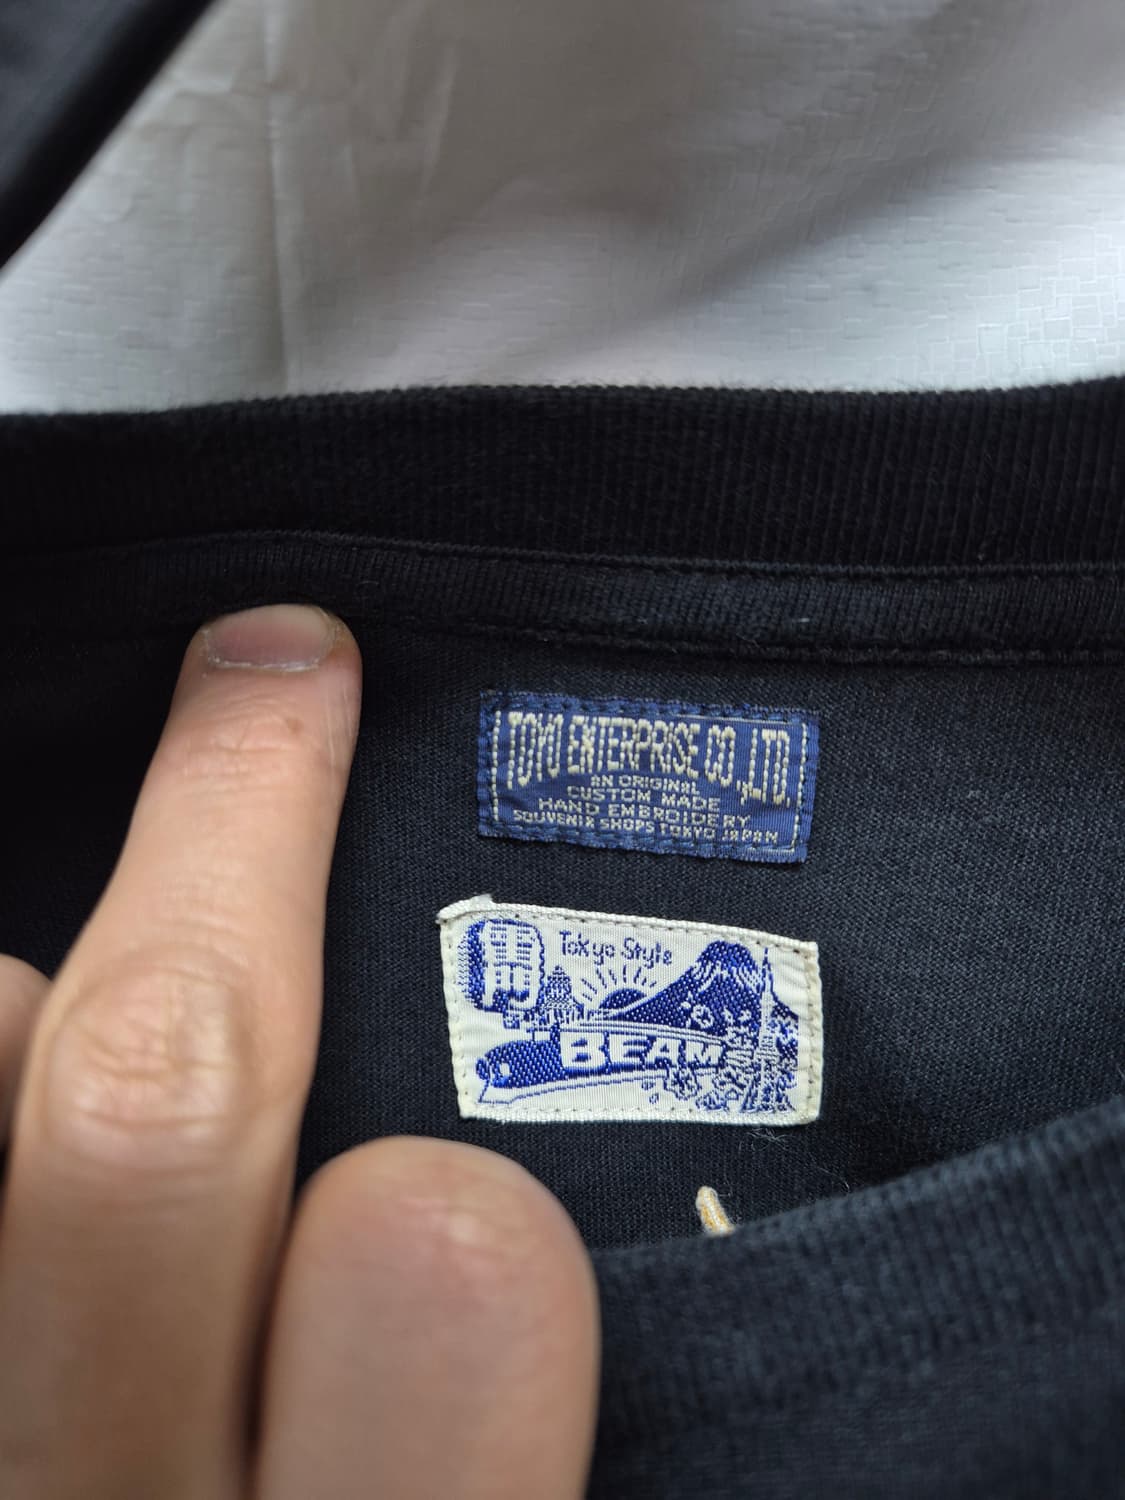 TOYO ENTERPRISE CO.,LTD.
AN ORIGINAL
CUSTOM MADE
HAND EMBROIDERY
SOUVENIR SHOPS TOKYO JAPAN
Tokyo Style
BEAM